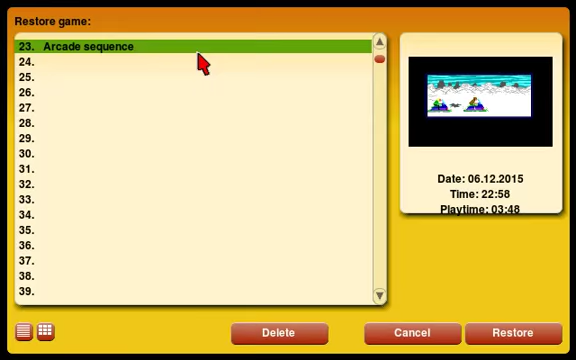 Restore game:
23. Arcade sequence
24.
25.
26.
27.
28.
29.
30.
31.
32.
33.
34.
35.
36.
37.
38.
39.
Date: 06.12.2015
Time: 22:58
Playtime: 03:48
Delete
Cancel
Restore